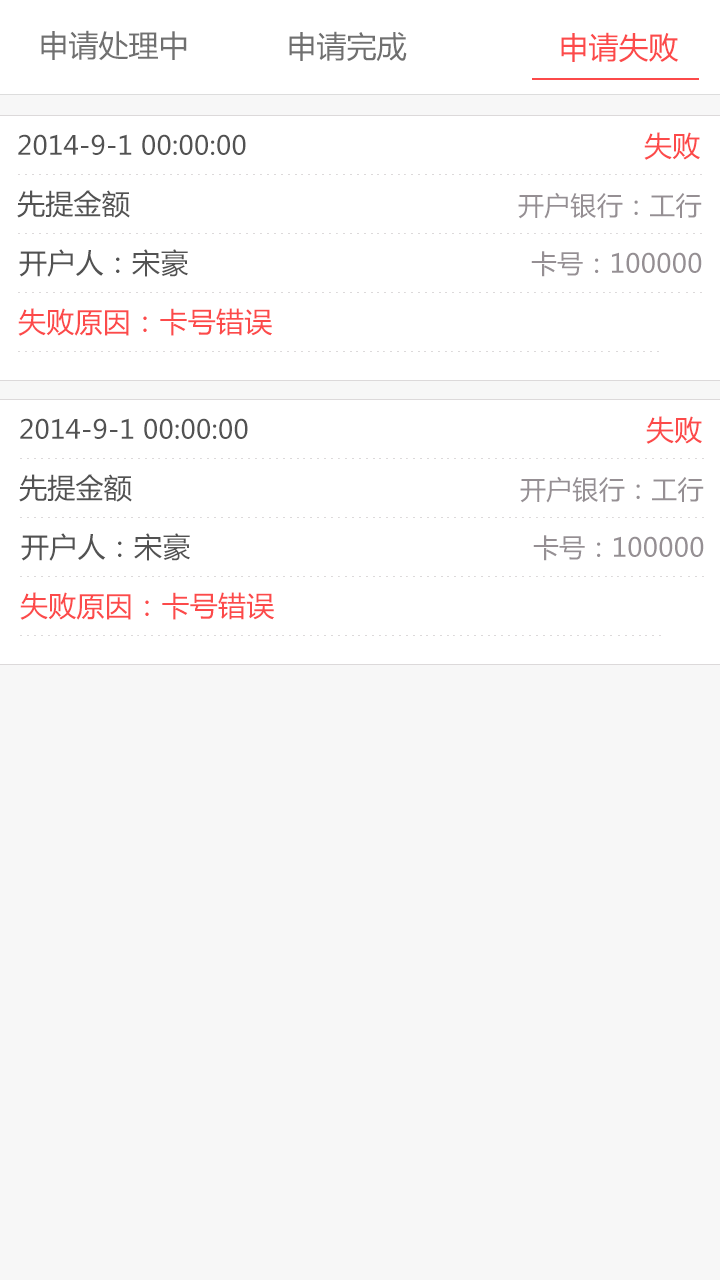 申请处理中 申请完成 申请失败
2014-9-1 00:00:00 失败
先提金额 开户银行：工行
开户人：宋豪 卡号：100000
失败原因：卡号错误
2014-9-1 00:00:00 失败
先提金额 开户银行：工行
开户人：宋豪 卡号：100000
失败原因：卡号错误